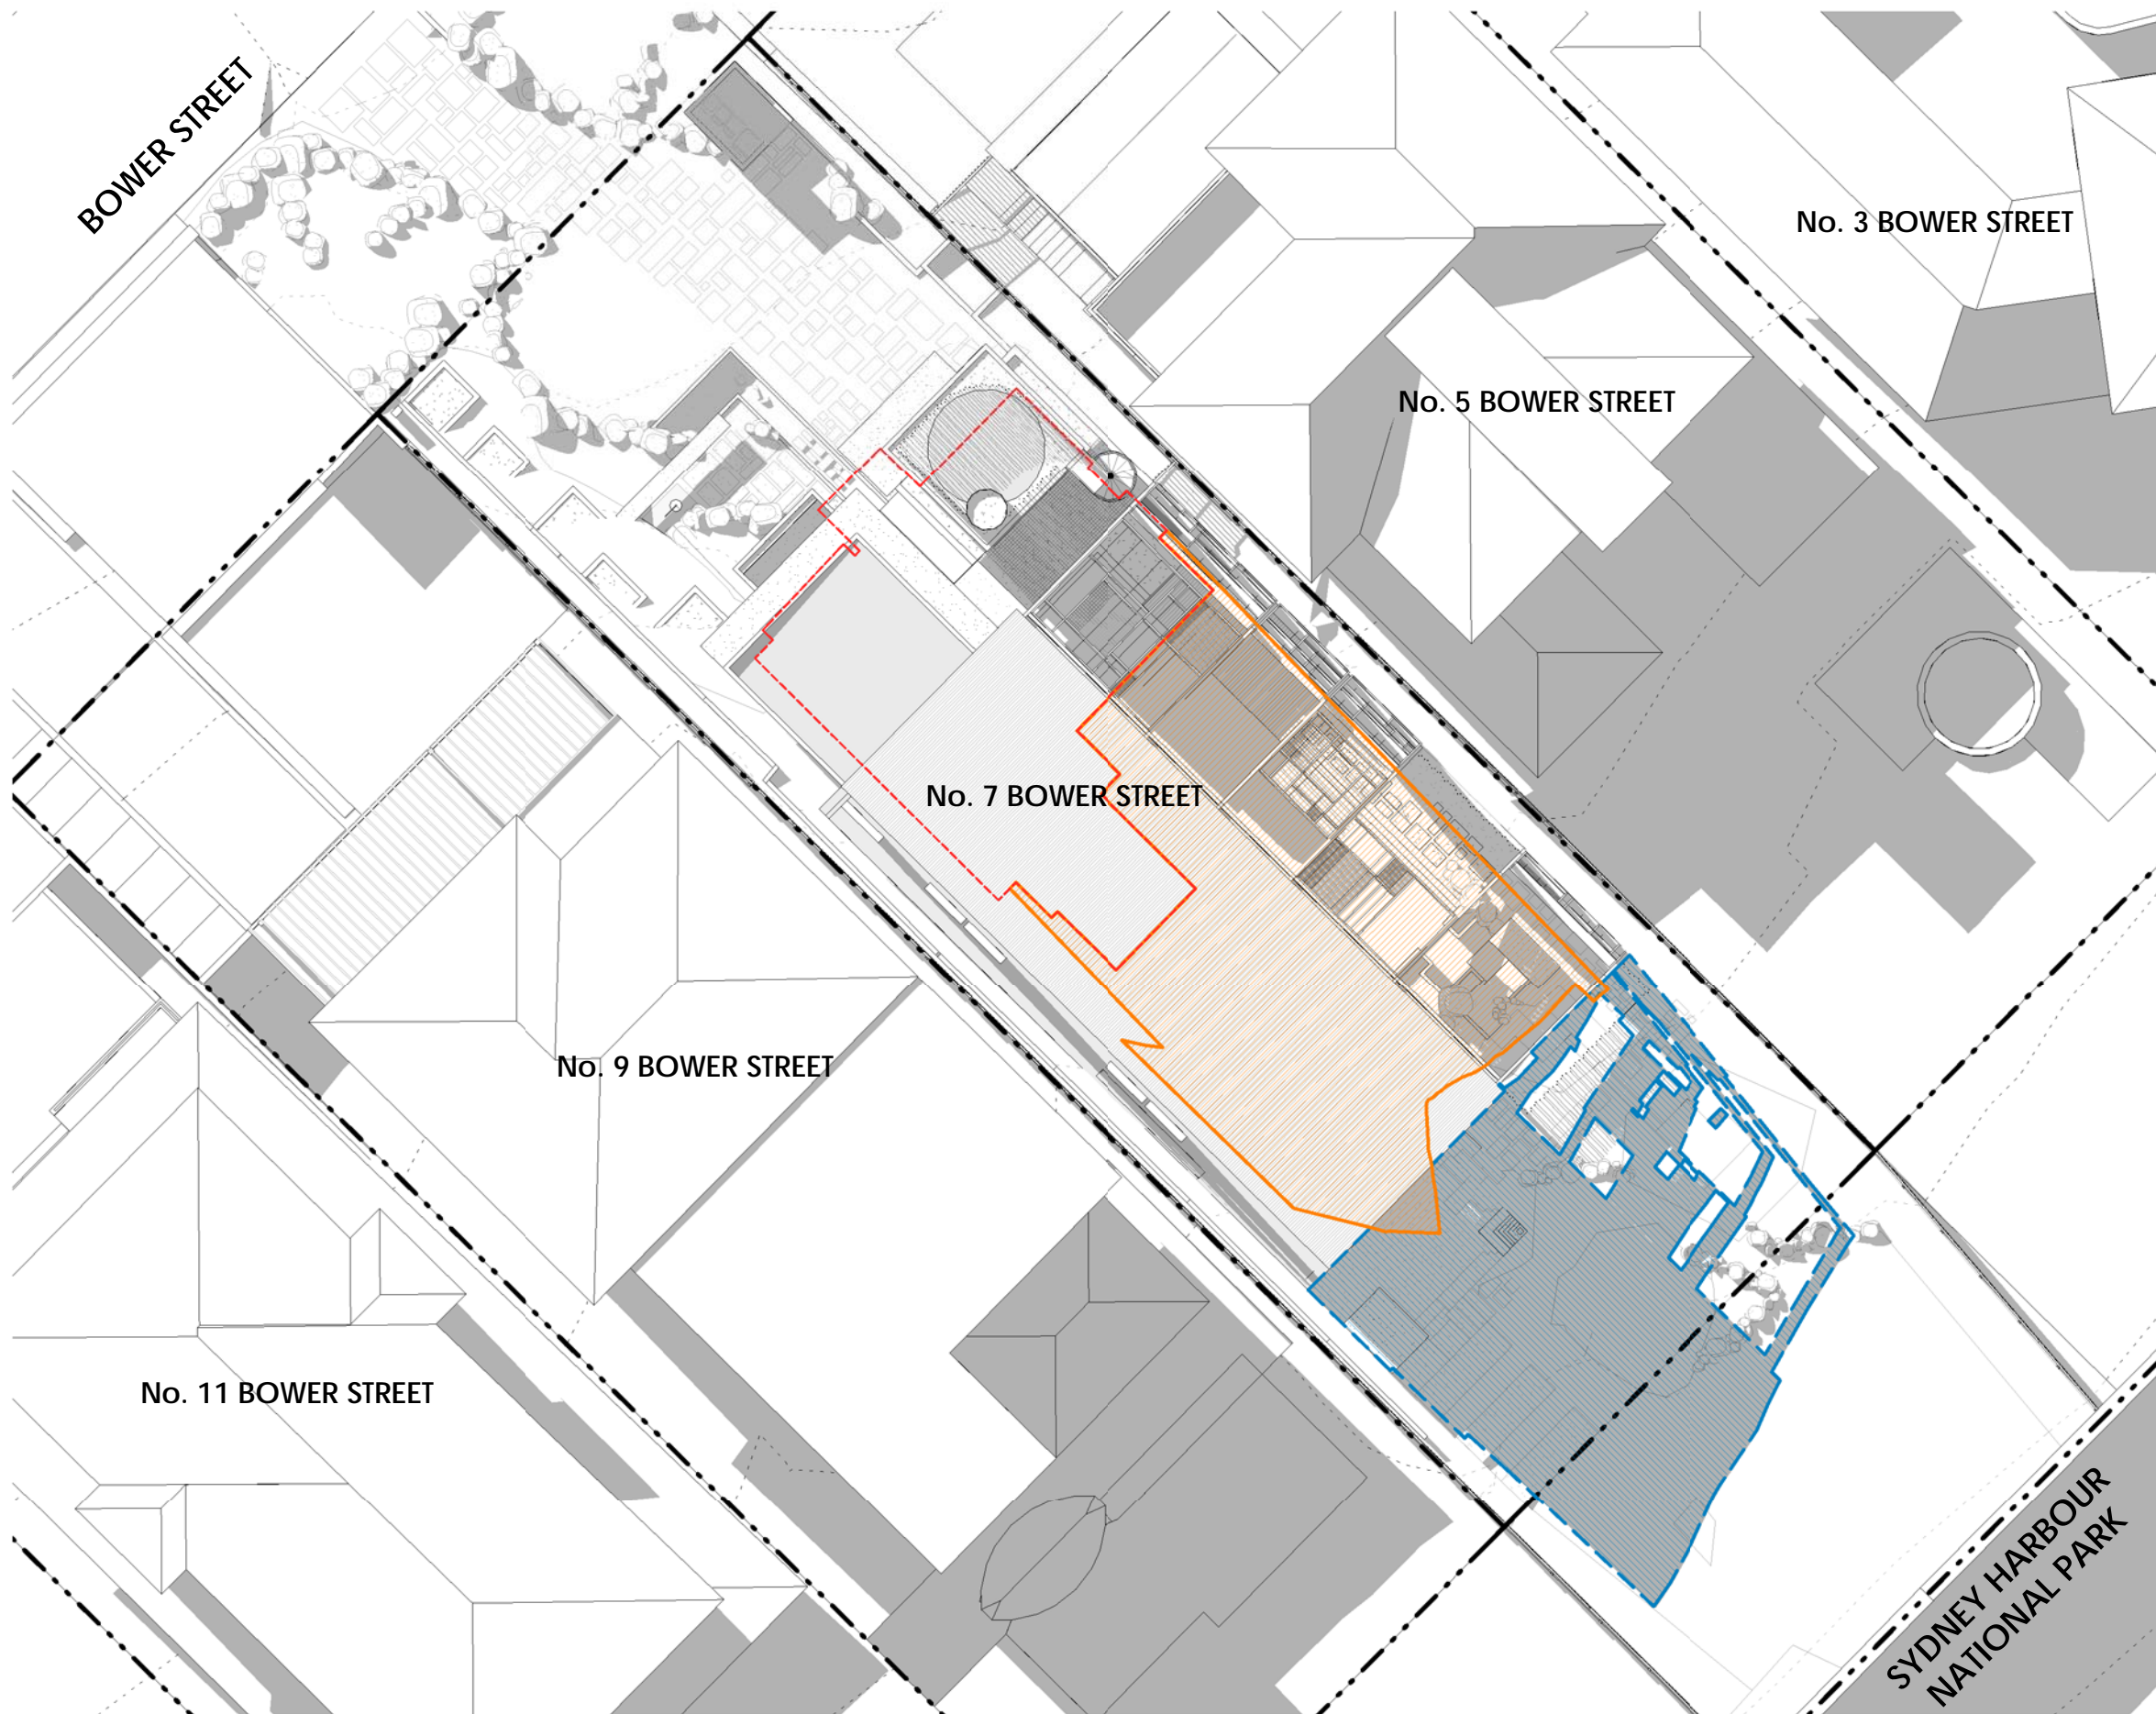 BOWER STREET
No. 3 BOWER STREET
No. 5 BOWER STREET
No. 7 BOWER STREET
No. 9 BOWER STREET
No. 11 BOWER STREET
SYDNEY HARBOUR
NATIONAL PARK